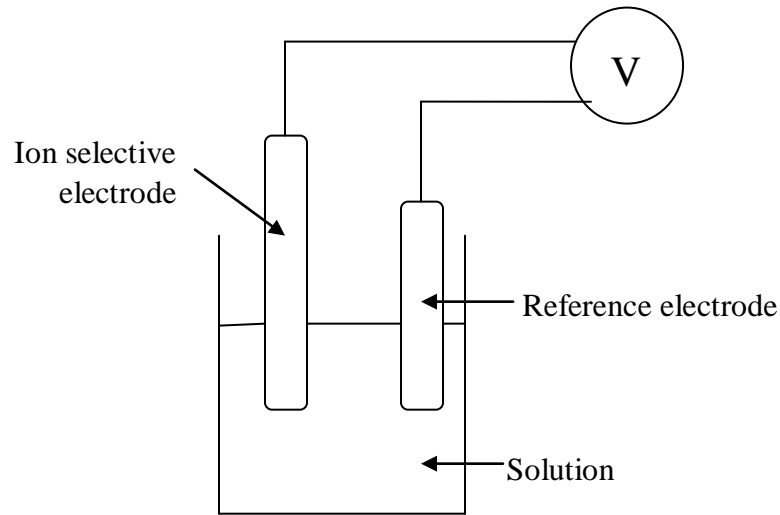 V
Ion selective
electrode
Reference electrode
Solution